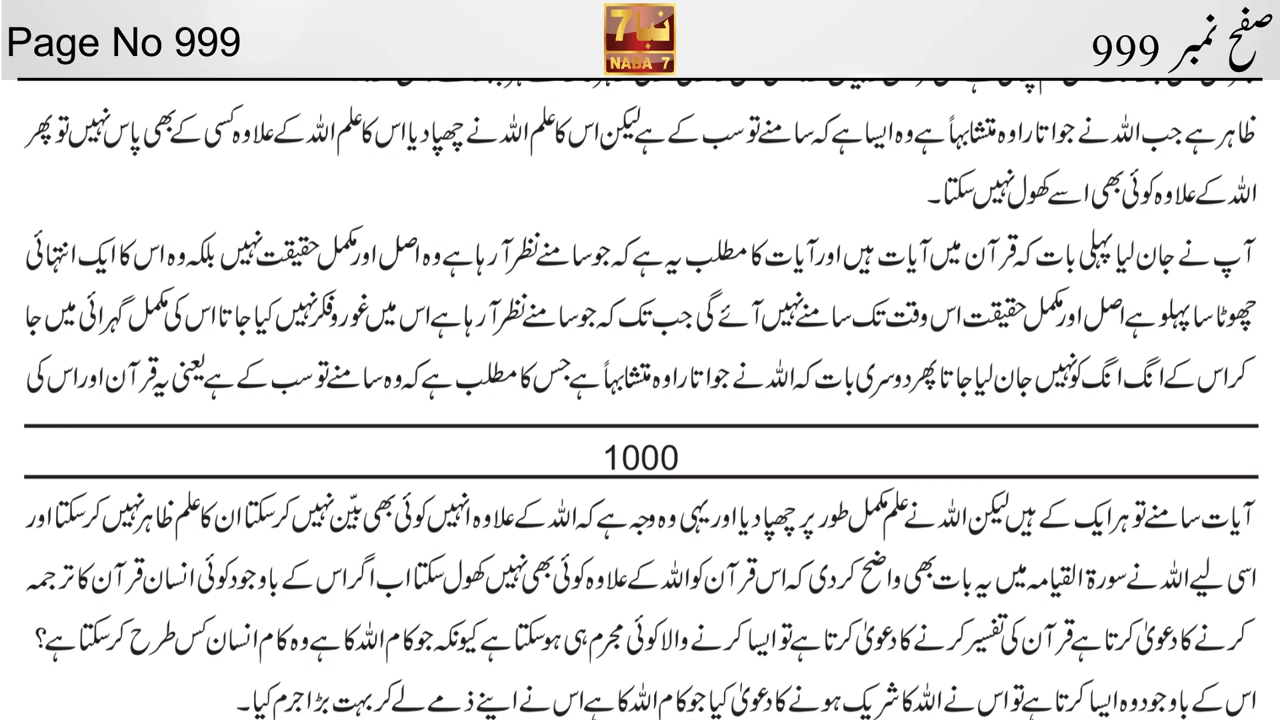 Page No 999
نبا 7
NABA 7
صفحہ نمبر 999
ظاہر ہے جب اللہ نے جو اتارا وہ متشابہاً ہے وہ ایسا ہے کہ سامنے تو سب کے ہے لیکن اس کا علم اللہ نے چھپا دیا اس کا علم اللہ کے علاوہ کسی کے بھی پاس نہیں تو پھر
اللہ کے علاوہ کوئی بھی اسے کھول نہیں سکتا۔
آپ نے جان لیا پہلی بات کہ قرآن میں آیات ہیں اور آیات کا مطلب یہ ہے کہ جو سامنے نظر آ رہا ہے وہ اصل اور مکمل حقیقت نہیں بلکہ وہ اس کا ایک انتہائی
چھوٹا سا پہلو ہے اصل اور مکمل حقیقت اس وقت تک سامنے نہیں آئے گی جب تک کہ جو سامنے نظر آ رہا ہے اس میں غور و فکر نہیں کیا جاتا اس کی مکمل گہرائی میں جا
کر اس کے انگ انگ کو نہیں جان لیا جاتا پھر دوسری بات کہ اللہ نے جو اتارا وہ متشابہاً ہے جس کا مطلب ہے کہ وہ سامنے تو سب کے ہے یعنی یہ قرآن اور اس کی
1000
آیات سامنے تو ہر ایک کے ہیں لیکن اللہ نے علم مکمل طور پر چھپا دیا اور یہی وہ وجہ ہے کہ اللہ کے علاوہ انہیں کوئی بھی بیّن نہیں کر سکتا ان کا علم ظاہر نہیں کر سکتا اور
اسی لیے اللہ نے سورۃ القیامہ میں یہ بات بھی واضح کر دی کہ اس قرآن کو اللہ کے علاوہ کوئی بھی نہیں کھول سکتا اب اگر اس کے باوجود کوئی انسان قرآن کا ترجمہ
کرنے کا دعویٰ کرتا ہے قرآن کی تفسیر کرنے کا دعویٰ کرتا ہے تو ایسا کرنے والا کوئی مجرم ہی ہو سکتا ہے کیونکہ جو کام اللہ کا ہے وہ کام انسان کس طرح کر سکتا ہے؟
اس کے باوجود وہ ایسا کرتا ہے تو اس نے اللہ کا شریک ہونے کا دعویٰ کیا جو کام اللہ کا ہے اس نے اپنے ذمے لے کر بہت بڑا جرم کیا۔